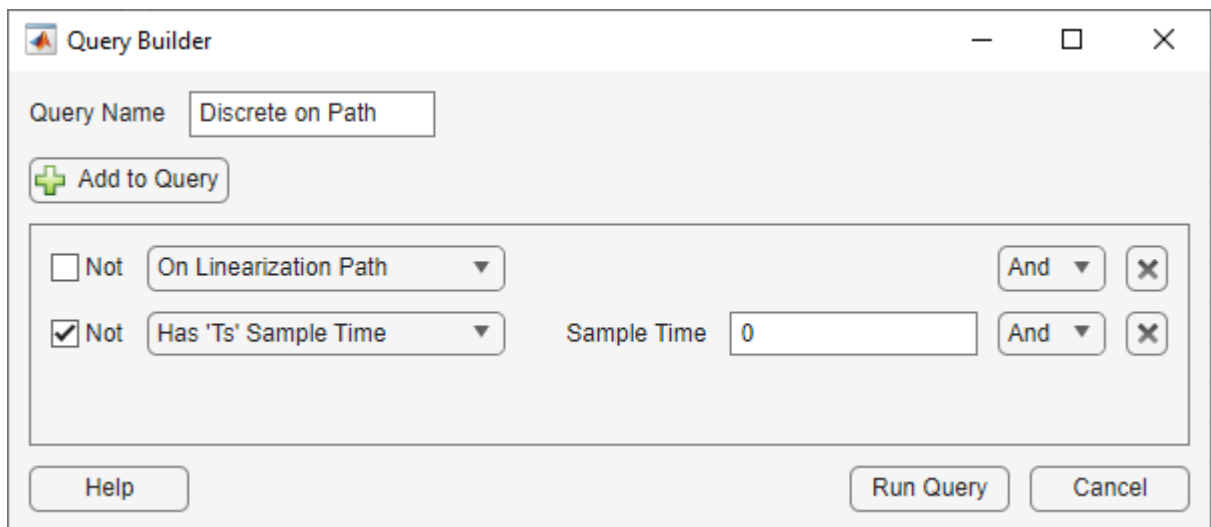 Query Builder
Query Name Discrete on Path
Add to Query
Not On Linearization Path And
Not Has 'Ts' Sample Time Sample Time 0 And
Help Run Query Cancel